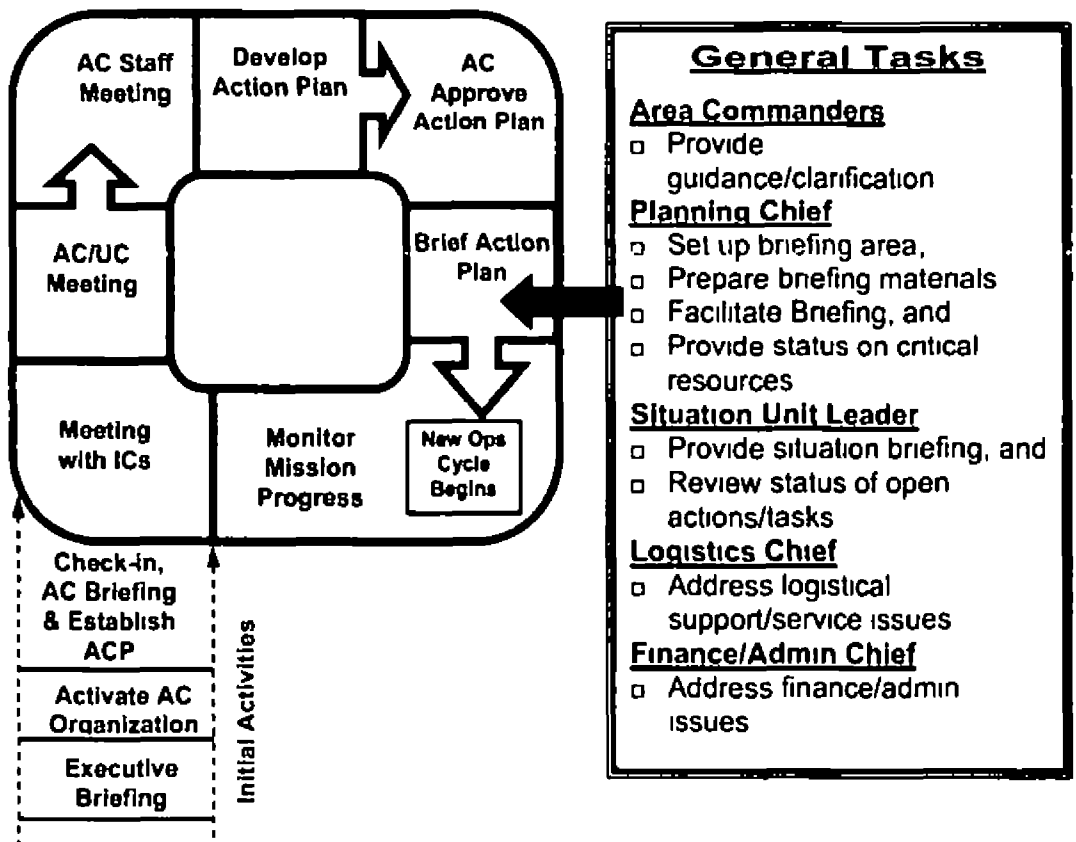 AC Staff
Meeting
Develop
Action Plan
AC
Approve
Action Plan
AC/UC
Meeting
Brief Action
Plan
Meeting
with ICs
Monitor
Mission
Progress
New Ops
Cycle
Begins
Check-in,
AC Briefing
& Establish
ACP
Activate AC
Organization
Executive
Briefing
Initial Activities
General Tasks
Area Commanders
□ Provide
guidance/clarification
Planning Chief
□ Set up briefing area,
□ Prepare briefing materials
□ Facilitate Briefing, and
□ Provide status on critical
resources
Situation Unit Leader
□ Provide situation briefing, and
□ Review status of open
actions/tasks
Logistics Chief
□ Address logistical
support/service issues
Finance/Admin Chief
□ Address finance/admin
issues